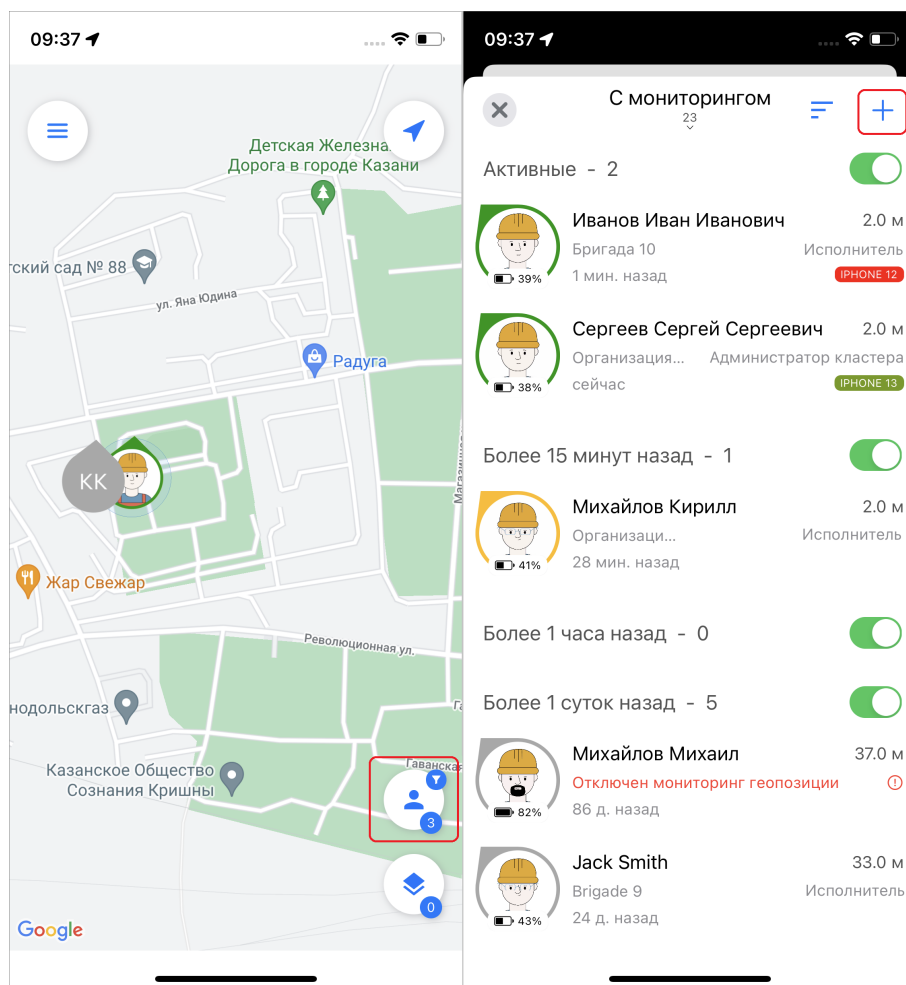 09:37
Детская Железна
Дорога в городе Казани
ский сад № 88
ул. Яна Юдина
Радуга
KK
Жар Свежар
Революционная ул.
нодольскгаз
Гаванская
Казанское Общество
Сознания Кришны
3
0
Google
09:37
С мониторингом
23
Активные - 2
Иванов Иван Иванович 2.0 м
Бригада 10 Исполнитель
39% 1 мин. назад IPHONE 12
Сергеев Сергей Сергеевич 2.0 м
Организация... Администратор кластера
38% сейчас IPHONE 13
Более 15 минут назад - 1
Михайлов Кирилл 2.0 м
Организаци... Исполнитель
41% 28 мин. назад
Более 1 часа назад - 0
Более 1 суток назад - 5
Михайлов Михаил 37.0 м
Отключен мониторинг геопозиции
82% 86 д. назад
Jack Smith 33.0 м
Brigade 9 Исполнитель
43% 24 д. назад